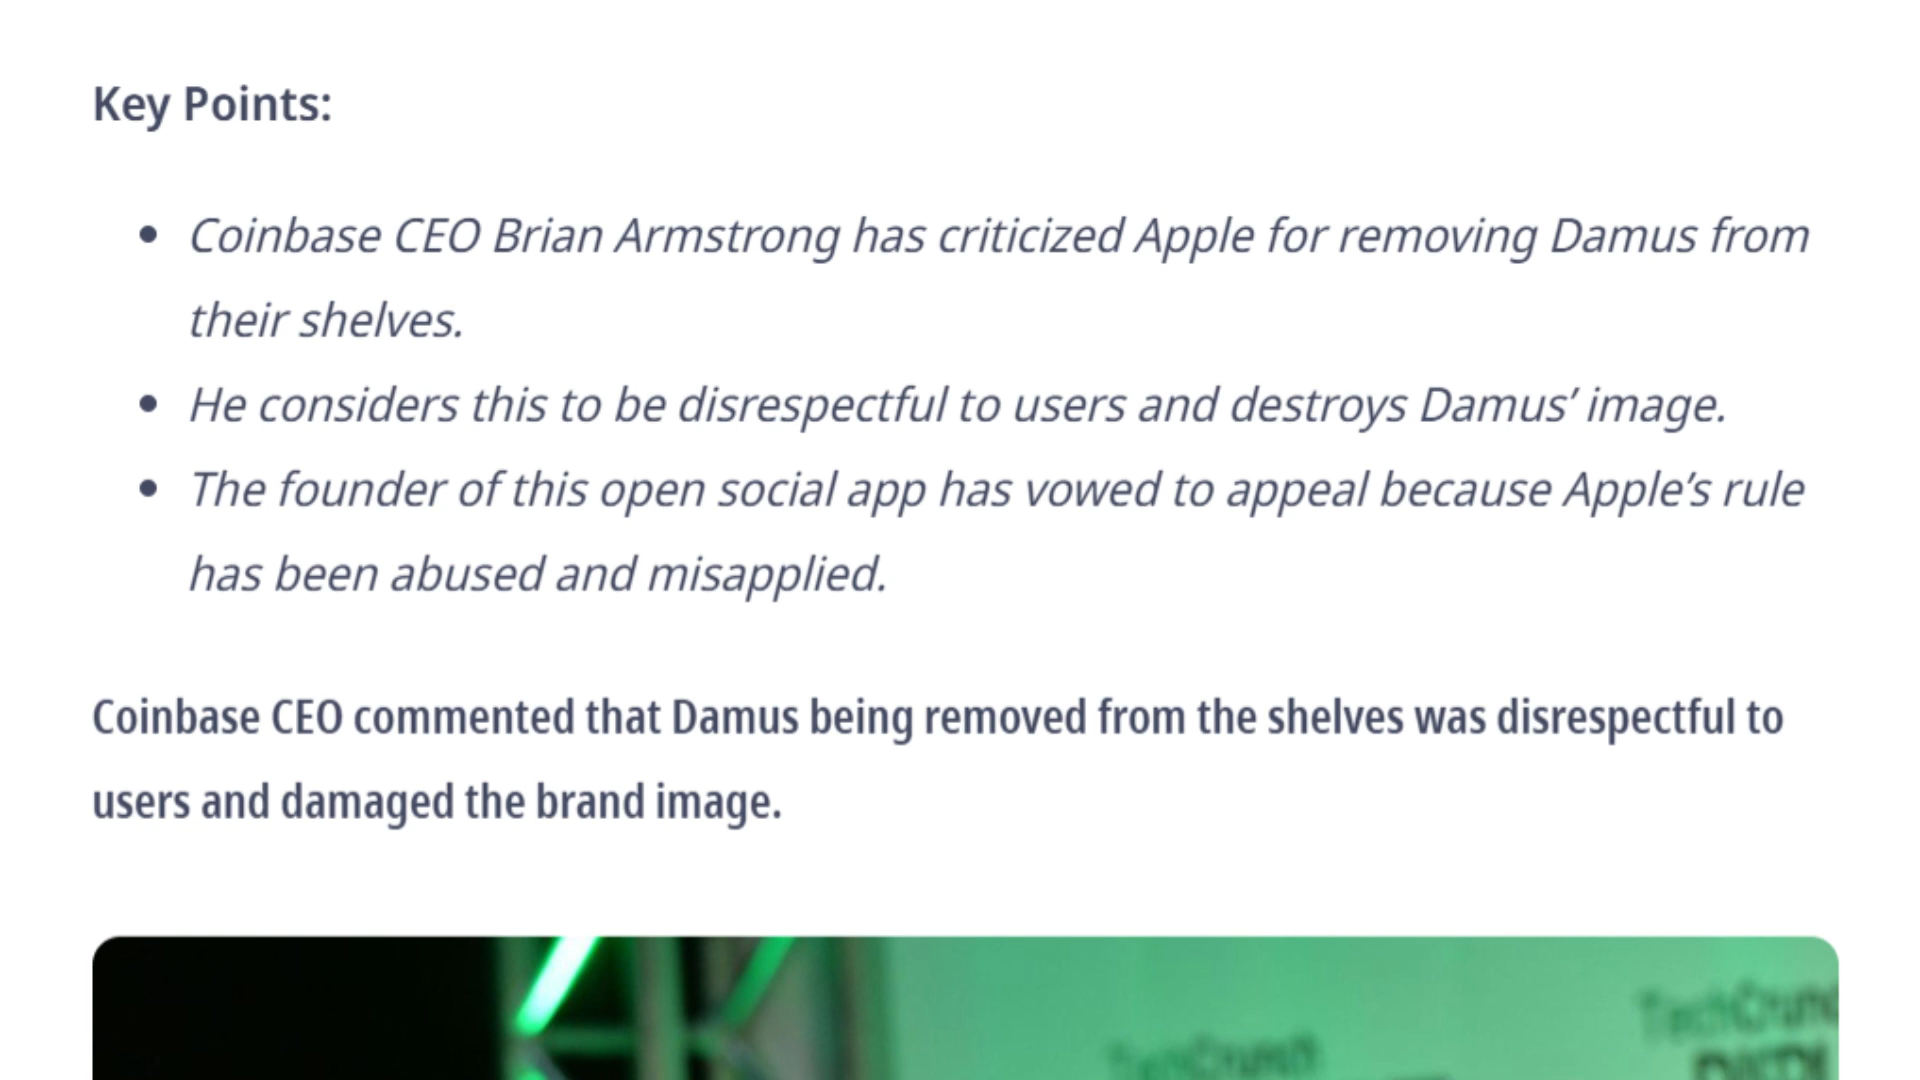 Key Points:
Coinbase CEO Brian Armstrong has criticized Apple for removing Damus from
their shelves.
He considers this to be disrespectful to users and destroys Damus’ image.
The founder of this open social app has vowed to appeal because Apple’s rule
has been abused and misapplied.
Coinbase CEO commented that Damus being removed from the shelves was disrespectful to
users and damaged the brand image.
TechCrunch